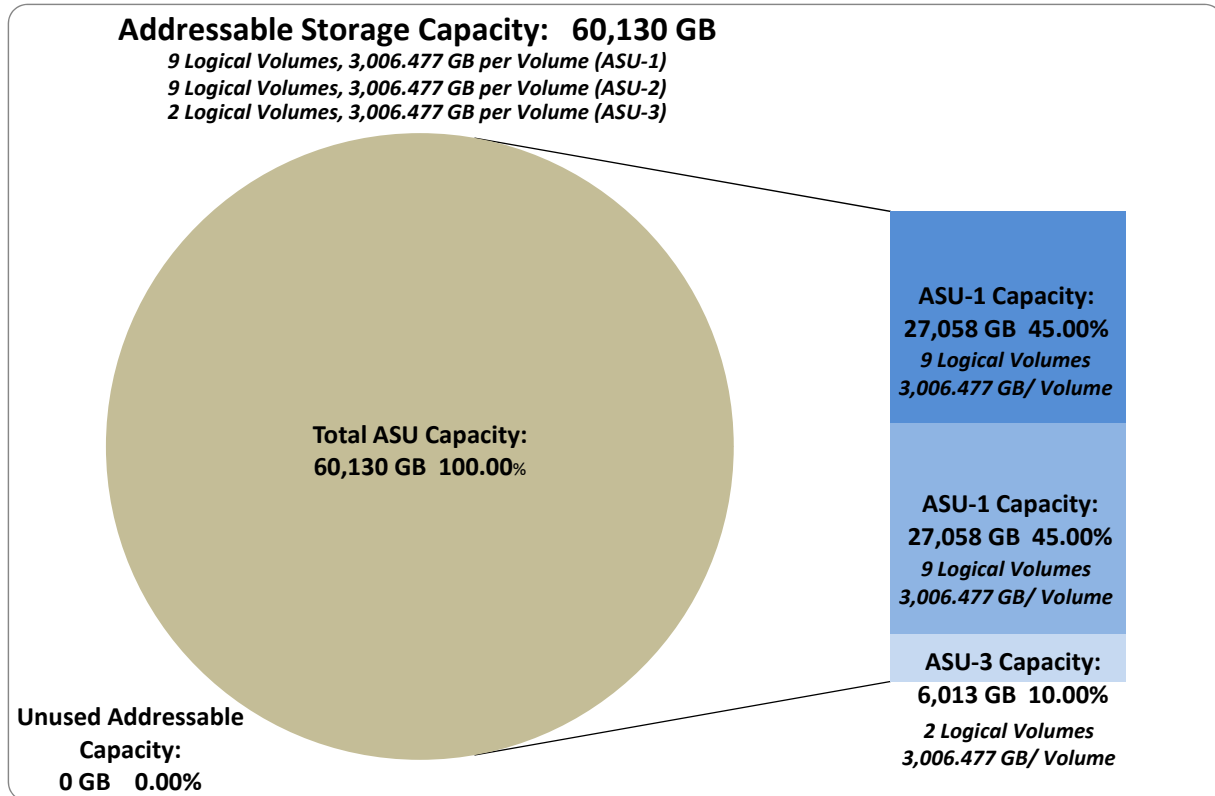 Addressable Storage Capacity:   60,130 GB
9 Logical Volumes, 3,006.477 GB per Volume (ASU-1)
9 Logical Volumes, 3,006.477 GB per Volume (ASU-2)
2 Logical Volumes, 3,006.477 GB per Volume (ASU-3)
Total ASU Capacity:
60,130 GB  100.00%
ASU-1 Capacity:
27,058 GB  45.00%
9 Logical Volumes
3,006.477 GB/ Volume
ASU-1 Capacity:
27,058 GB  45.00%
9 Logical Volumes
3,006.477 GB/ Volume
ASU-3 Capacity:
6,013 GB  10.00%
2 Logical Volumes
3,006.477 GB/ Volume
Unused Addressable
Capacity:
0 GB   0.00%